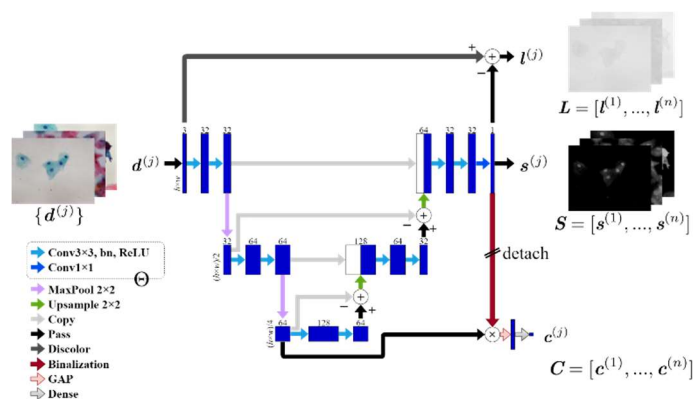 +
−
l^{(j)}
L = [l^{(1)}, ..., l^{(n)}]
3 32 32 64 32 32 1
d^{(j)}
h×w
s^{(j)}
S = [s^{(1)}, ..., s^{(n)}]
{d^{(j)}}
− + +
32 64 64 128 64 32
(h×w)/2
detach
Conv3×3, bn, ReLU
Conv1×1
Θ
− + +
MaxPool 2×2
Upsample 2×2
Copy
64 128 64
(h×w)/4
Pass
× c^{(j)}
Discolor
Binalization
C = [c^{(1)}, ..., c^{(n)}]
GAP
Dense